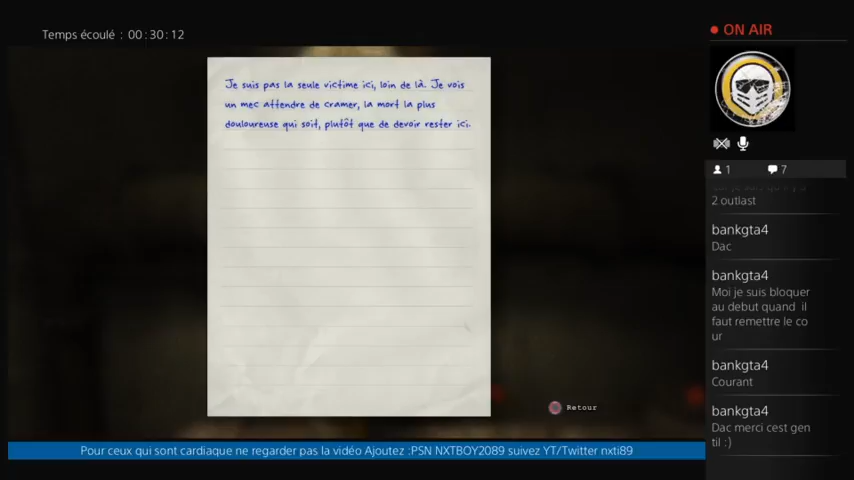 Temps écoulé : 00:30:12
ON AIR
Je suis pas la seule victime ici, loin de là. Je vois
un mec attendre de cramer, la mort la plus
douloureuse qui soit, plutôt que de devoir rester ici.
1 7
2 outlast
bankgta4
Dac
bankgta4
Moi je suis bloquer
au debut quand il
faut remettre le co
ur
bankgta4
Courant
bankgta4
Dac merci cest gen
til :)
Retour
Pour ceux qui sont cardiaque ne regarder pas la vidéo Ajoutez :PSN NXTBOY2089 suivez YT/Twitter nxti89